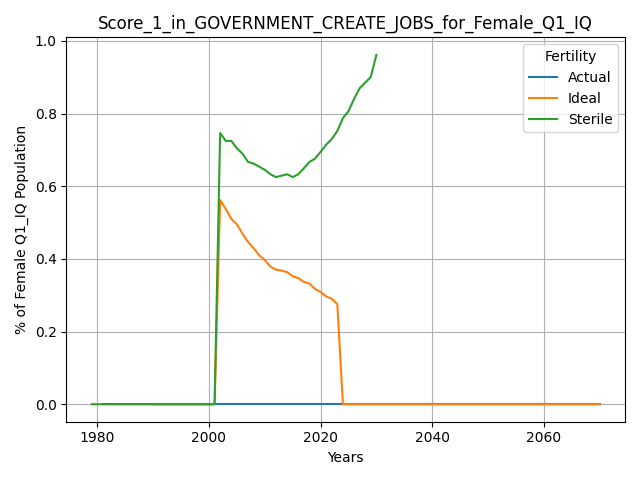 Score_1_in_GOVERNMENT_CREATE_JOBS_for_Female_Q1_IQ
Fertility
Actual
Ideal
Sterile
% of Female Q1_IQ Population
1.0
0.8
0.6
0.4
0.2
0.0
1980 2000 2020 2040 2060
Years